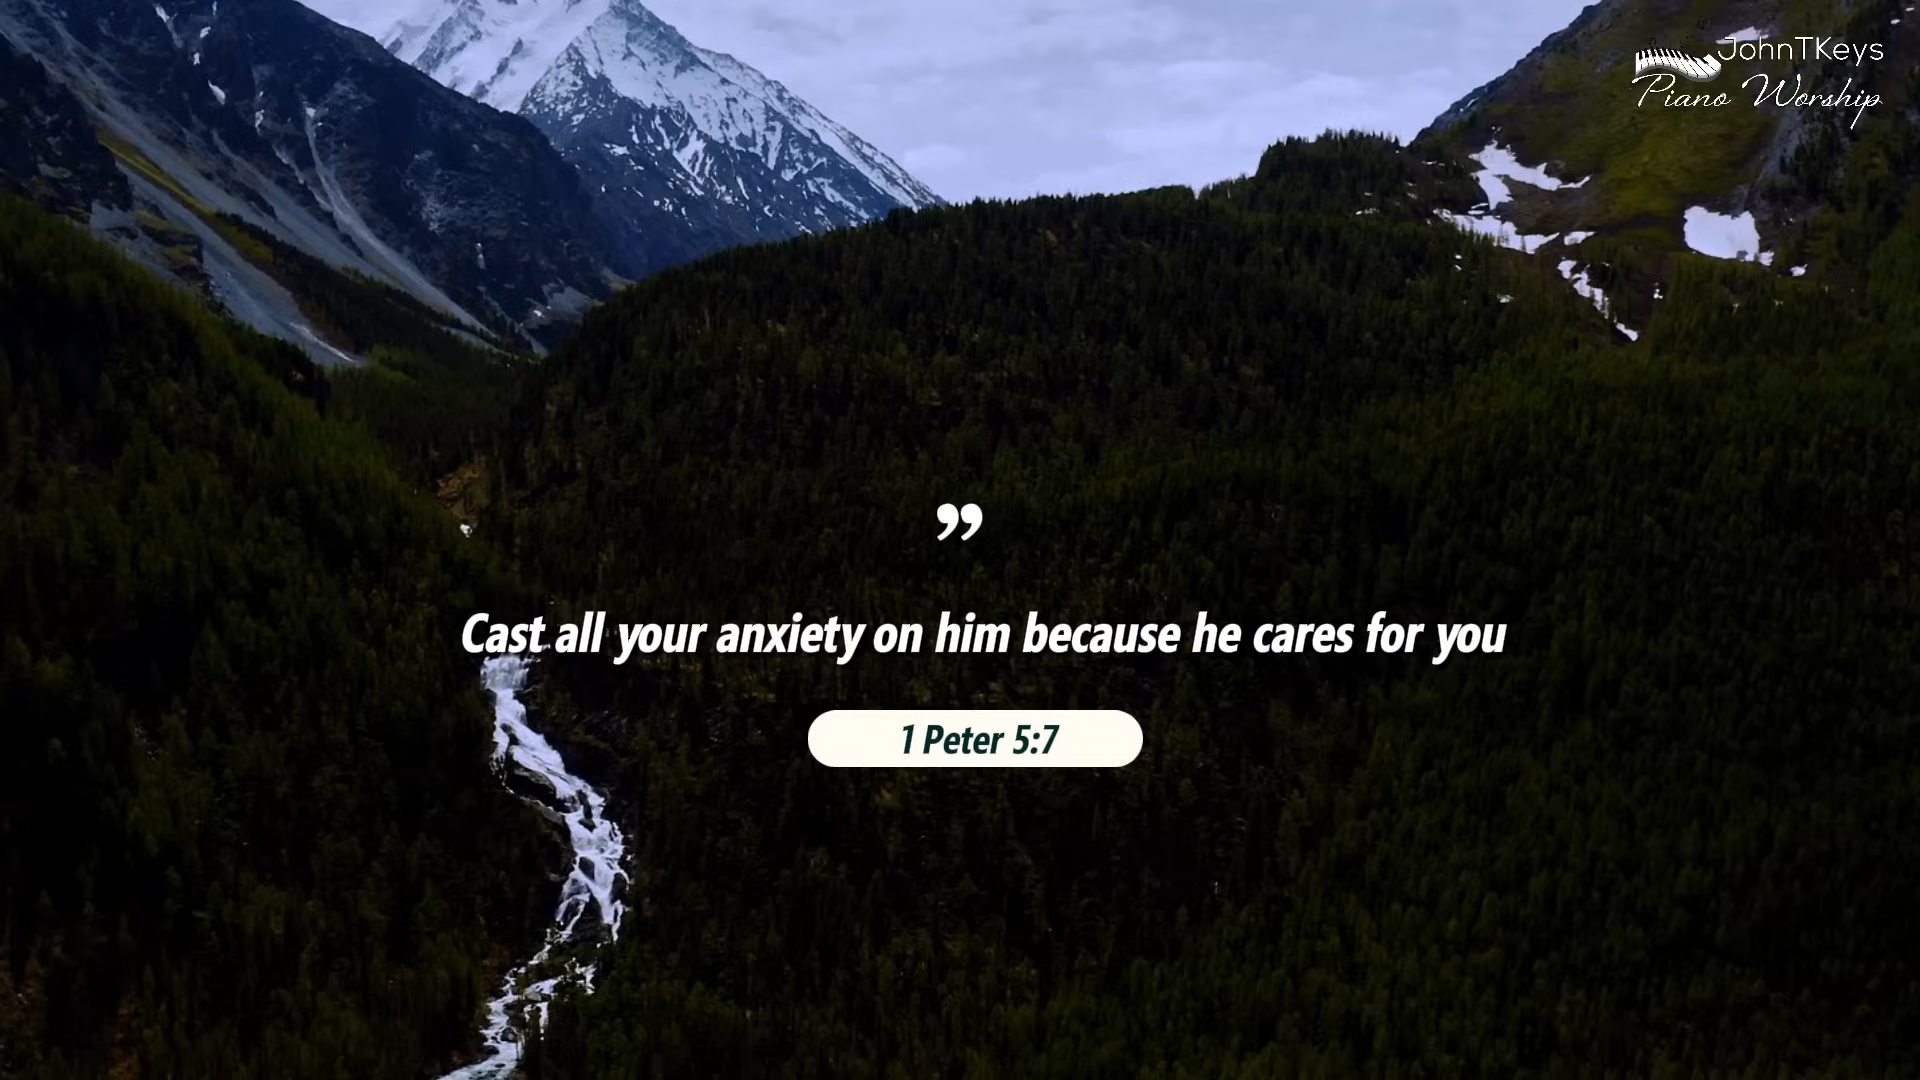 JohnTKeys
Piano Worship
”
Cast all your anxiety on him because he cares for you
1 Peter 5:7